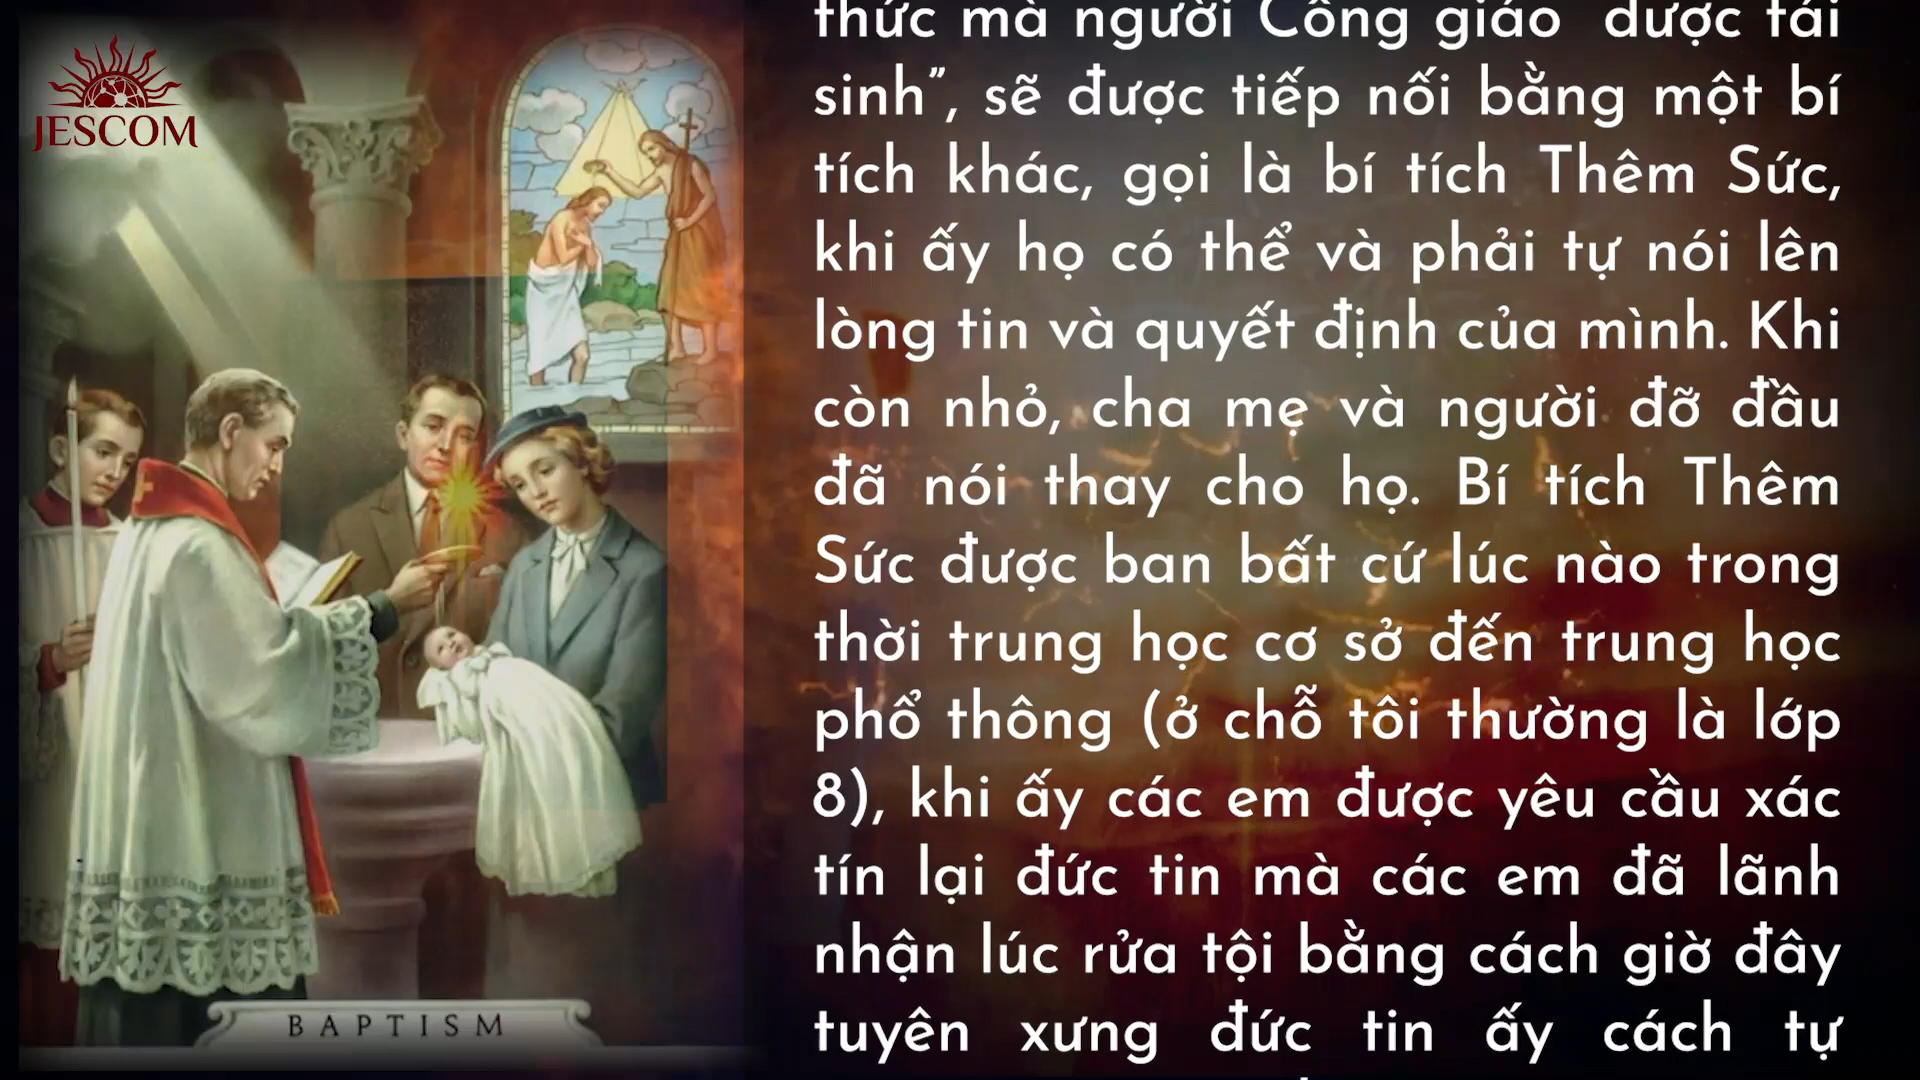 JESCOM
thức mà người Công giáo "được tái
sinh”, sẽ được tiếp nối bằng một bí
tích khác, gọi là bí tích Thêm Sức,
khi ấy họ có thể và phải tự nói lên
lòng tin và quyết định của mình. Khi
còn nhỏ, cha mẹ và người đỡ đầu
đã nói thay cho họ. Bí tích Thêm
Sức được ban bất cứ lúc nào trong
thời trung học cơ sở đến trung học
phổ thông (ở chỗ tôi thường là lớp
8), khi ấy các em được yêu cầu xác
tín lại đức tin mà các em đã lãnh
nhận lúc rửa tội bằng cách giờ đây
tuyên xưng đức tin ấy cách tự
BAPTISM